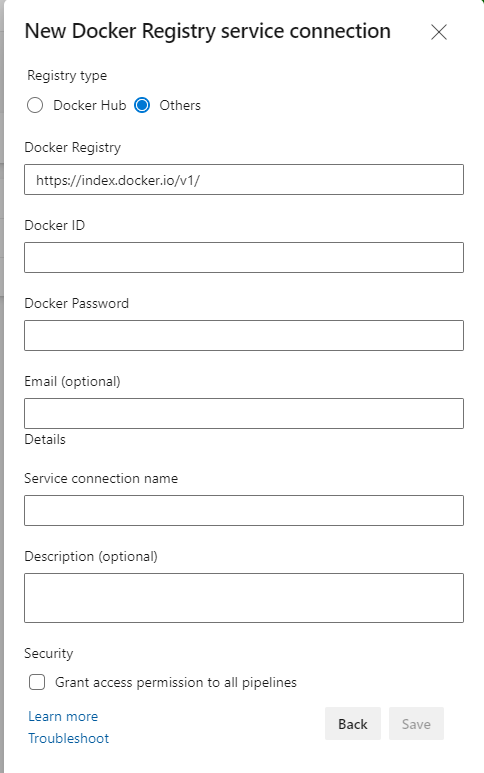 New Docker Registry service connection
Registry type
Docker Hub Others
Docker Registry
https://index.docker.io/v1/
Docker ID
Docker Password
Email (optional)
Details
Service connection name
Description (optional)
Security
Grant access permission to all pipelines
Learn more
Troubleshoot
Back Save